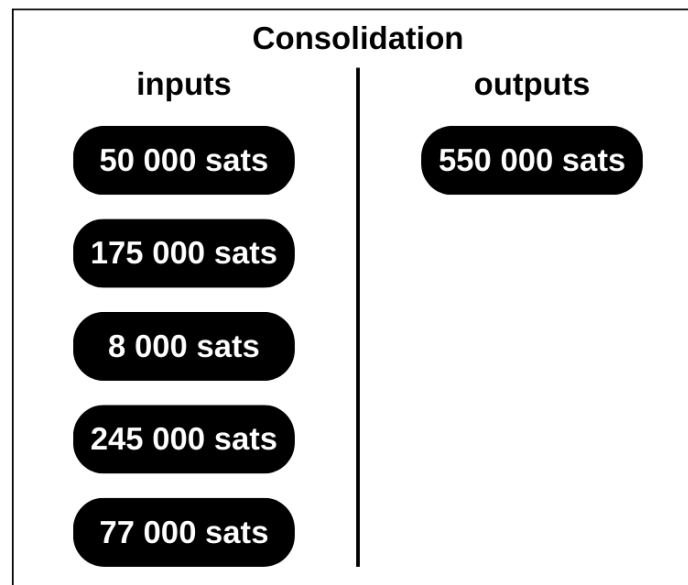 Consolidation
inputs
50 000 sats
175 000 sats
8 000 sats
245 000 sats
77 000 sats
outputs
550 000 sats